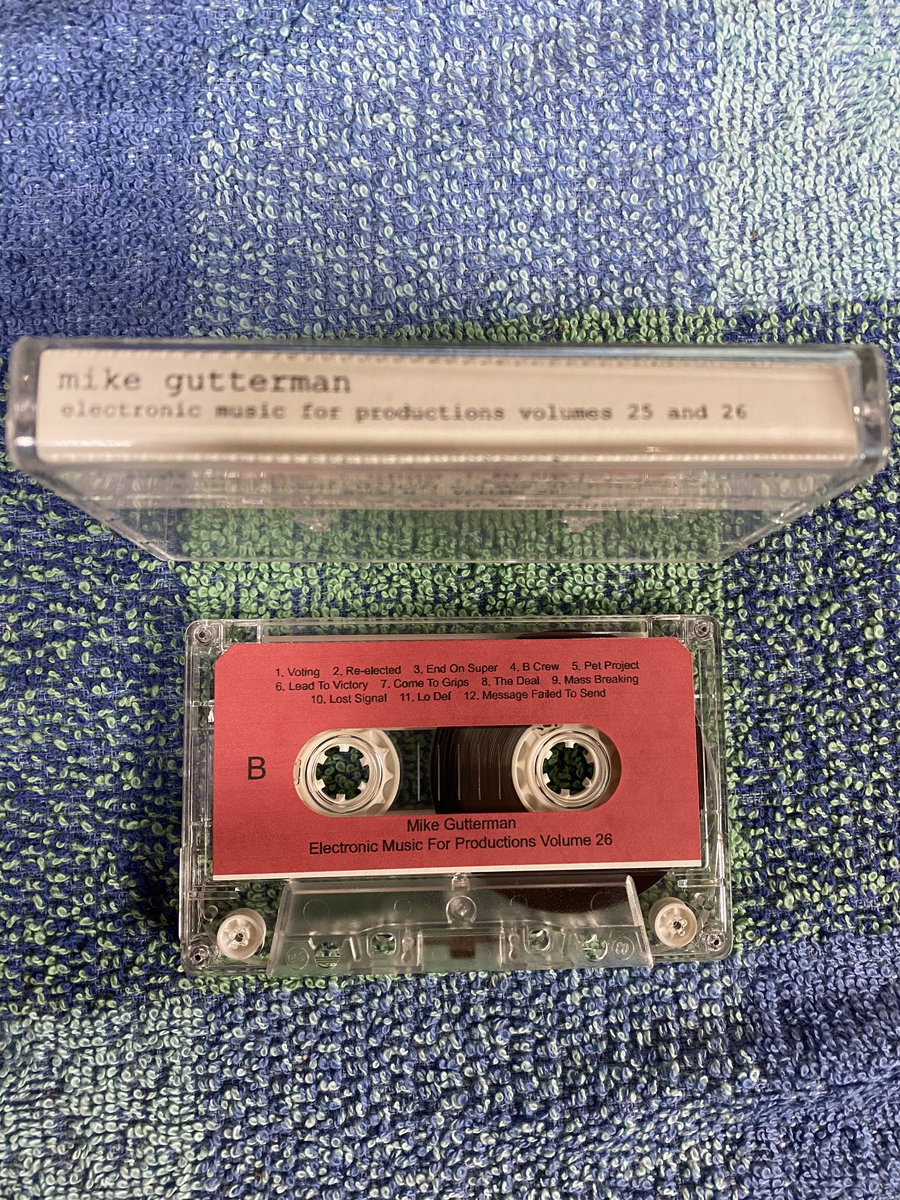 mike gutterman
electronic music for productions volumes 25 and 26
1. Voting 2. Re-elected 3. End On Super 4. B Crew 5. Pet Project
6. Lead To Victory 7. Come To Grips 8. The Deal 9. Mass Breaking
10. Lost Signal 11. Lo Def 12. Message Failed To Send
B
Mike Gutterman
Electronic Music For Productions Volume 26